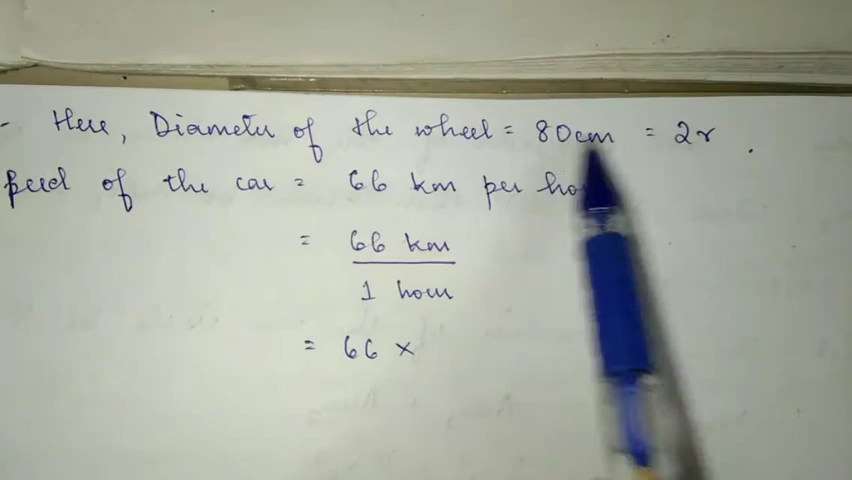 - Here, Diameter of the wheel = 80cm = 2r .
peed of the car = 66 km per
= 66 km
1 hour
= 66 ×